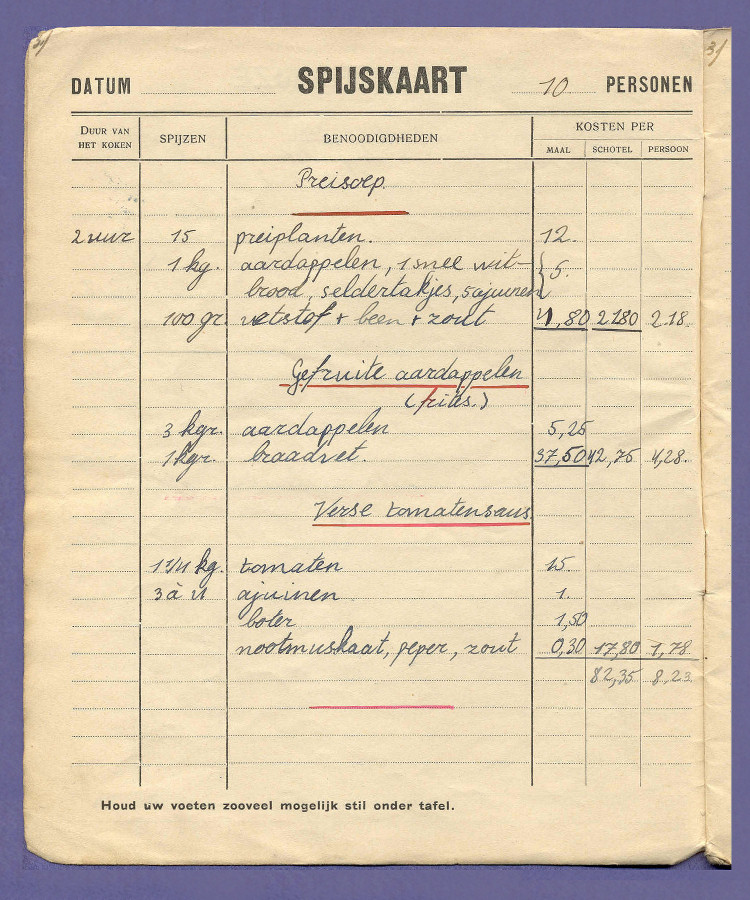 DATUM SPIJSKAART 10 PERSONEN
DUUR VAN HET KOKEN SPIJZEN BENOODIGDHEDEN KOSTEN PER
MAAL SCHOTEL PERSOON
Preisoep.
2 uur 15 preiplanten. 12.
1 kg. aardappelen, 1 snee wit- 5.
brood, seldertakjes, 5 ajuinen
100 gr. vetstof + been + zout 4,80 21.80 2.18.
Gefruite aardappelen
(frites.)
3 kgr. aardappelen 5,25
1 kgr. braadvet. 37,50 42,75 4,28.
Verse tomatensaus.
1 1/4 kg. tomaten 15.
3 à 4 ajuinen 1.
boter 1,50
nootmuskaat, peper, zout 0,30 17,80 1,78
82,35 8,23
Houd uw voeten zooveel mogelijk stil onder tafel.